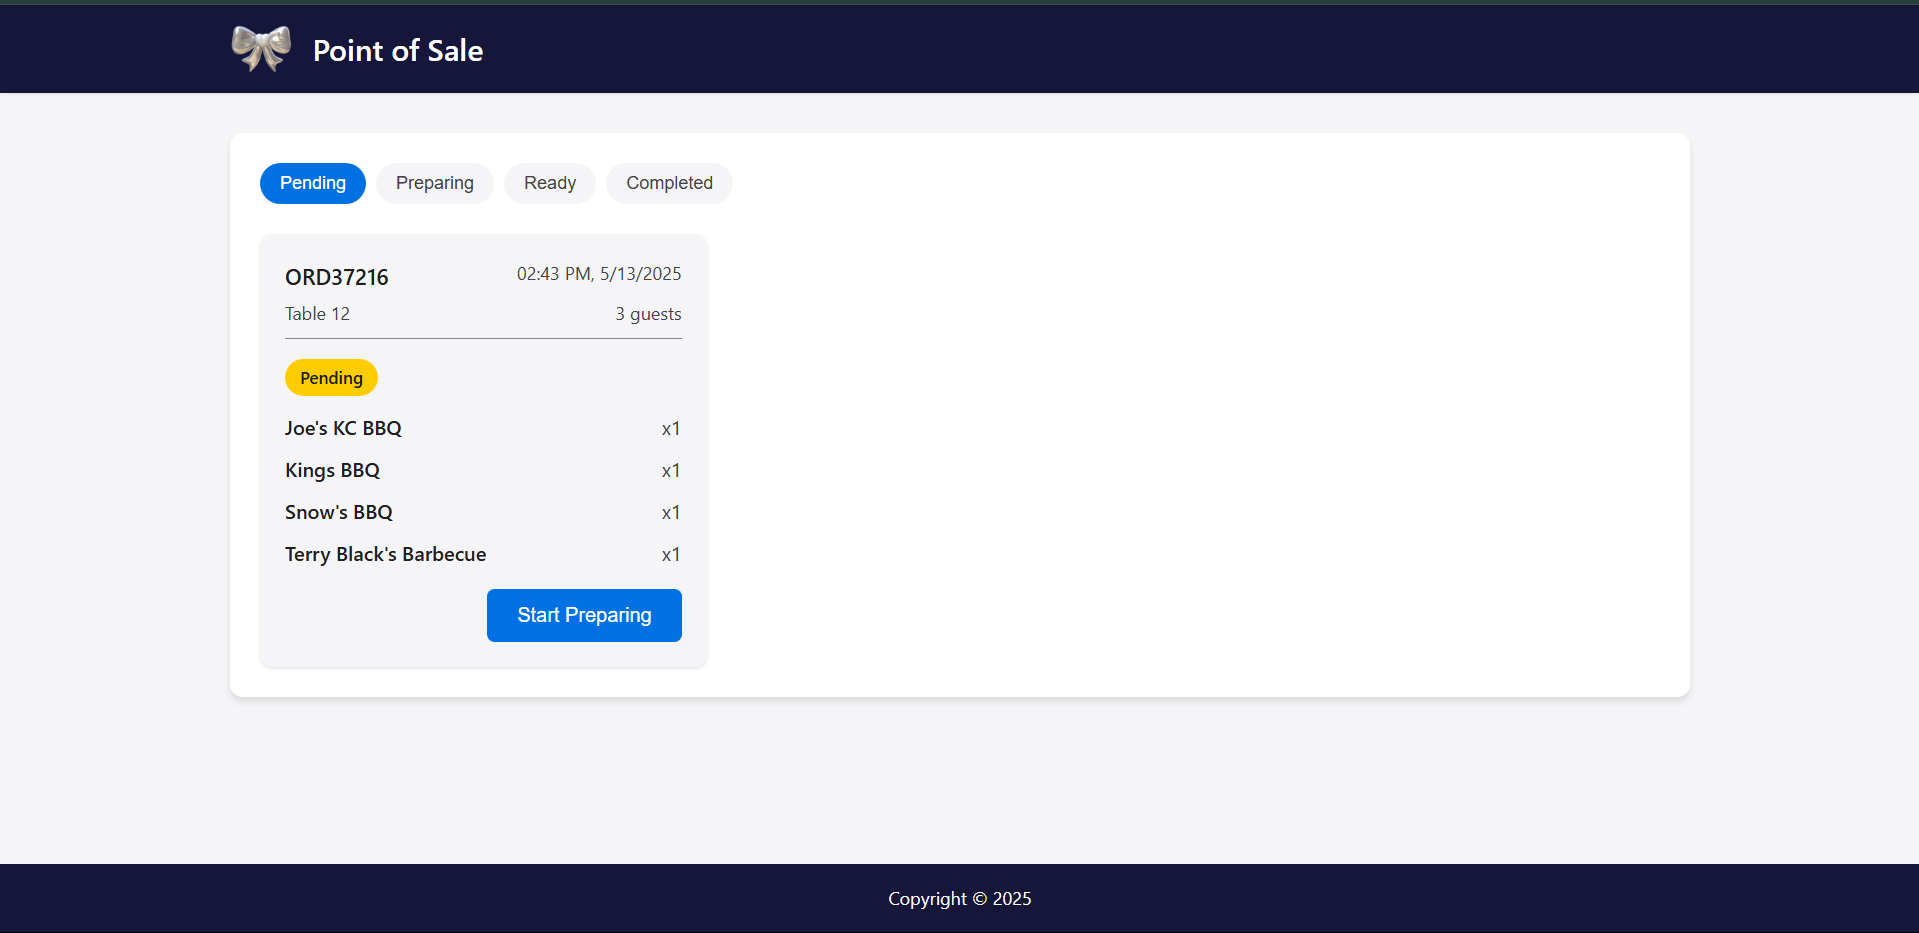 Point of Sale
Pending Preparing Ready Completed
ORD37216 02:43 PM, 5/13/2025
Table 12 3 guests
Pending
Joe's KC BBQ x1
Kings BBQ x1
Snow's BBQ x1
Terry Black's Barbecue x1
Start Preparing
Copyright © 2025